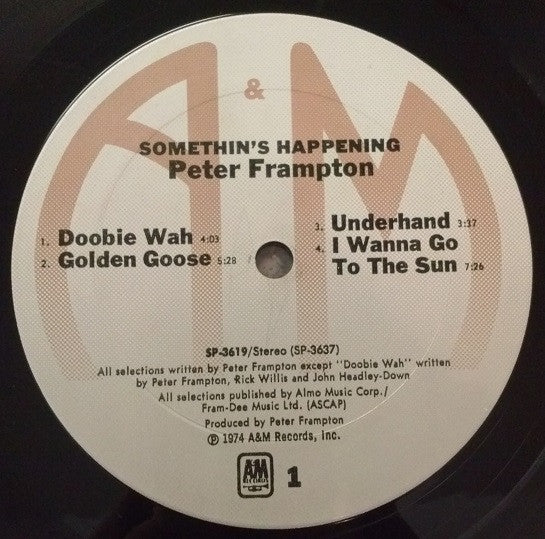 A & M
SOMETHIN'S HAPPENING
Peter Frampton
1. Doobie Wah 4:03
2. Golden Goose 5:28
3. Underhand 3:37
4. I Wanna Go
To The Sun 7:26
SP-3619/Stereo (SP-3637)
All selections written by Peter Frampton except "Doobie Wah" written
by Peter Frampton, Rick Willis and John Headley-Down
All selections published by Almo Music Corp./
Fram-Dee Music Ltd. (ASCAP)
Produced by Peter Frampton
℗ 1974 A&M Records, Inc.
A&M
RECORDS
1